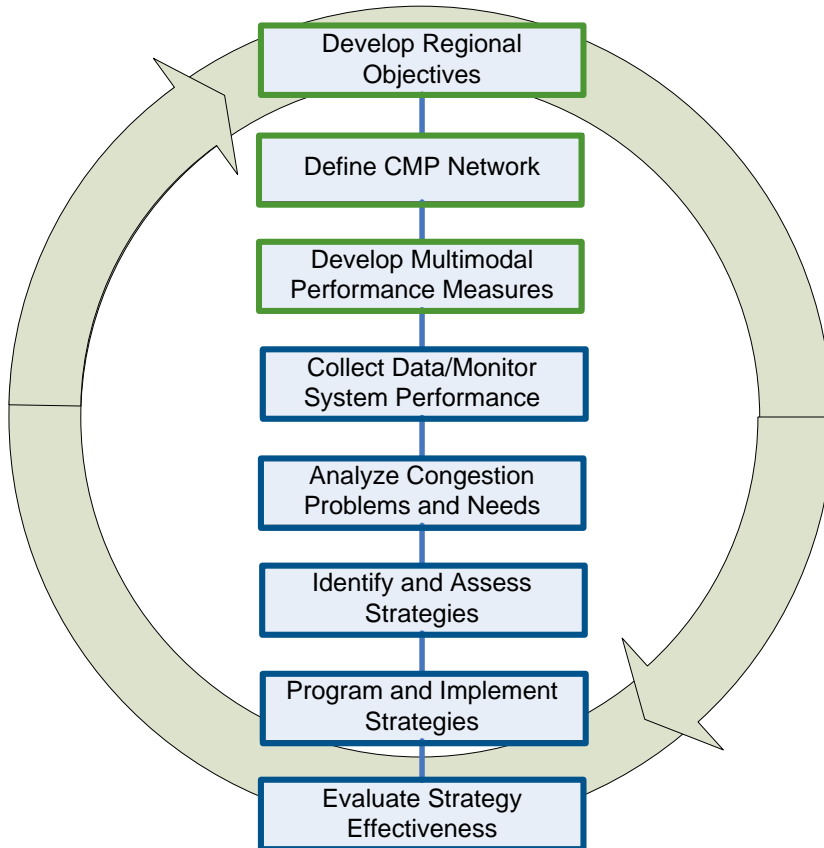 Develop Regional
Objectives
Define CMP Network
Develop Multimodal
Performance Measures
Collect Data/Monitor
System Performance
Analyze Congestion
Problems and Needs
Identify and Assess
Strategies
Program and Implement
Strategies
Evaluate Strategy
Effectiveness